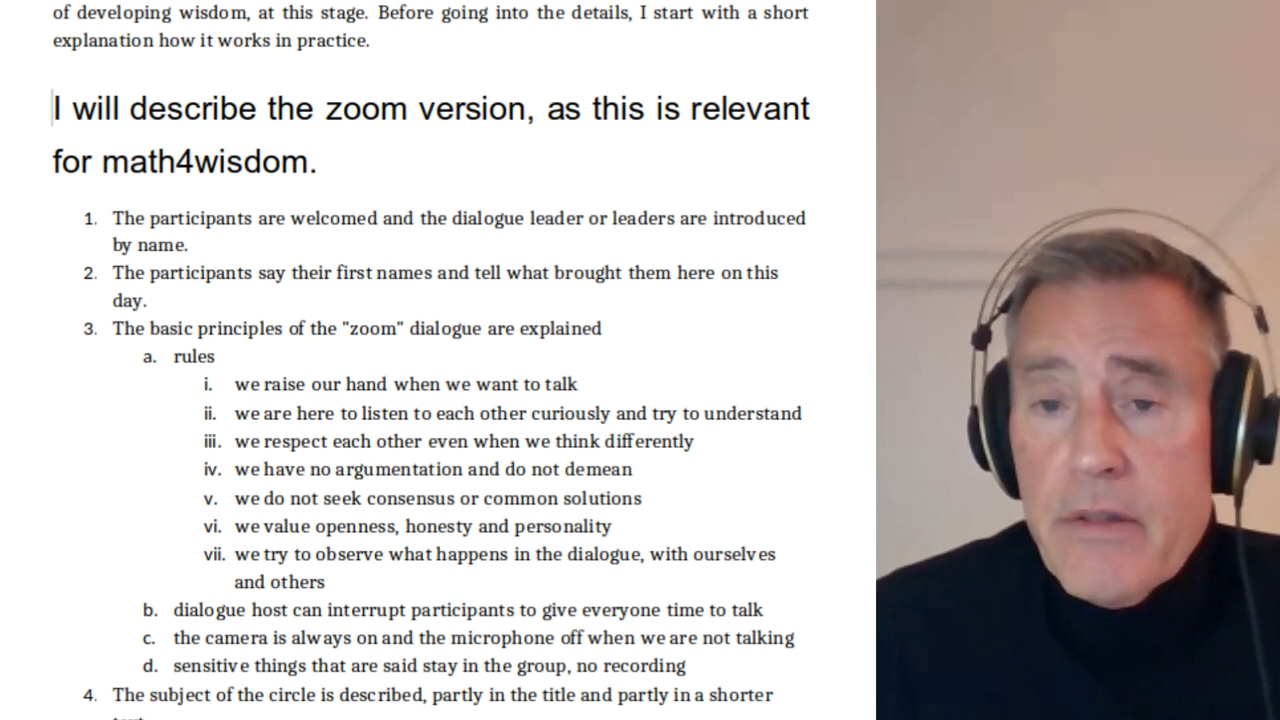 of developing wisdom, at this stage. Before going into the details, I start with a short
explanation how it works in practice.
I will describe the zoom version, as this is relevant
for math4wisdom.
1. The participants are welcomed and the dialogue leader or leaders are introduced
by name.
2. The participants say their first names and tell what brought them here on this
day.
3. The basic principles of the "zoom" dialogue are explained
a. rules
i. we raise our hand when we want to talk
ii. we are here to listen to each other curiously and try to understand
iii. we respect each other even when we think differently
iv. we have no argumentation and do not demean
v. we do not seek consensus or common solutions
vi. we value openness, honesty and personality
vii. we try to observe what happens in the dialogue, with ourselves
and others
b. dialogue host can interrupt participants to give everyone time to talk
c. the camera is always on and the microphone off when we are not talking
d. sensitive things that are said stay in the group, no recording
4. The subject of the circle is described, partly in the title and partly in a shorter